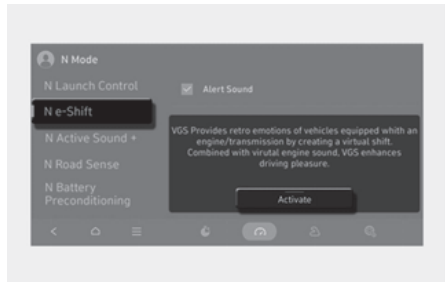 N Mode
N Launch Control
Alert Sound
N e-Shift
N Active Sound +
N Road Sense
N Battery
Preconditioning
VGS Provides retro emotions of vehicles equipped whith an
engine/transmission by creating a virtual shift.
Combined with virutal engine sound, VGS enhances
driving pleasure.
Activate